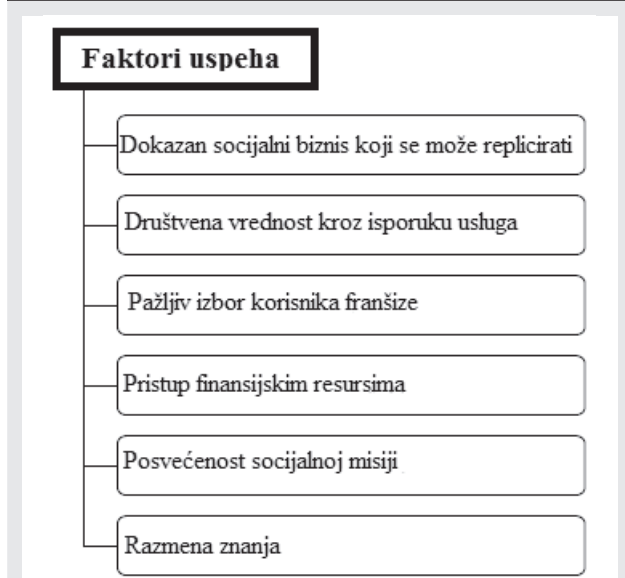 Faktori uspeha
Dokazan socijalni biznis koji se može replicirati
Društvena vrednost kroz isporuku usluga
Pažljiv izbor korisnika franšize
Pristup finansijskim resursima
Posvećenost socijalnoj misiji
Razmena znanja